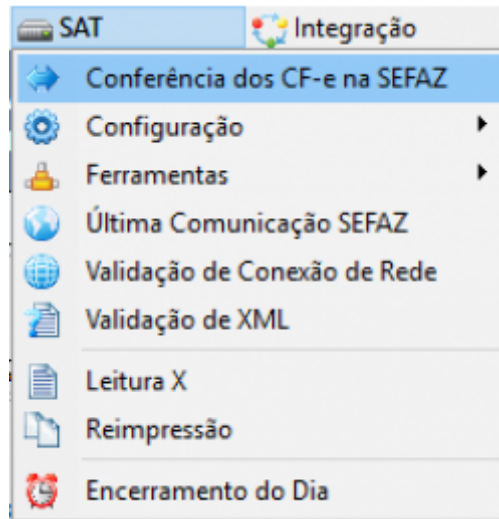 SAT Integração
Conferência dos CF-e na SEFAZ
Configuração
Ferramentas
Última Comunicação SEFAZ
Validação de Conexão de Rede
Validação de XML
Leitura X
Reimpressão
Encerramento do Dia